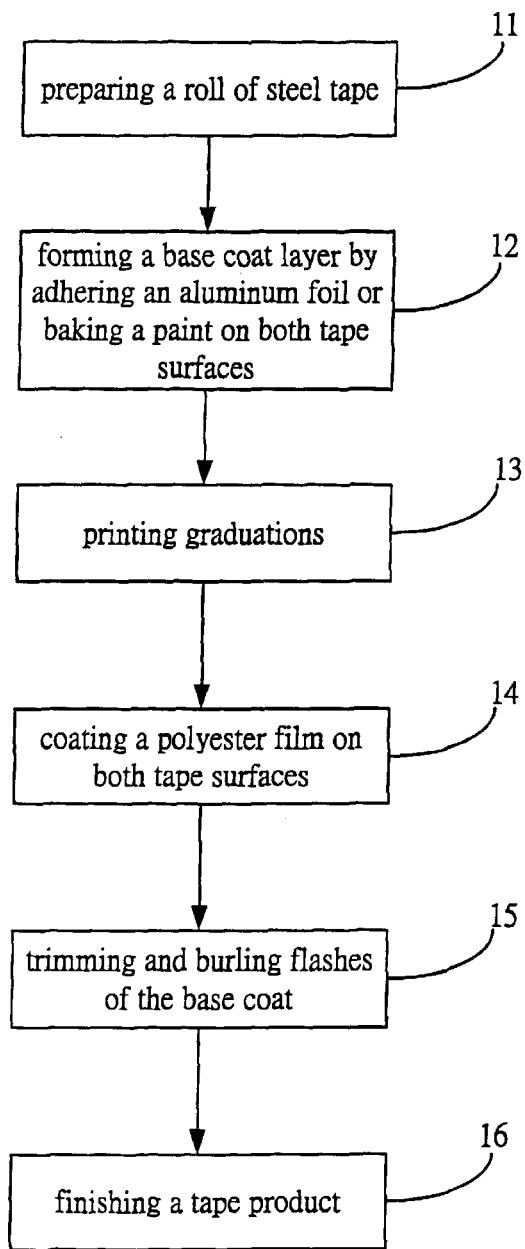 11
preparing a roll of steel tape
12
forming a base coat layer by
adhering an aluminum foil or
baking a paint on both tape
surfaces
13
printing graduations
14
coating a polyester film on
both tape surfaces
15
trimming and burling flashes
of the base coat
16
finishing a tape product